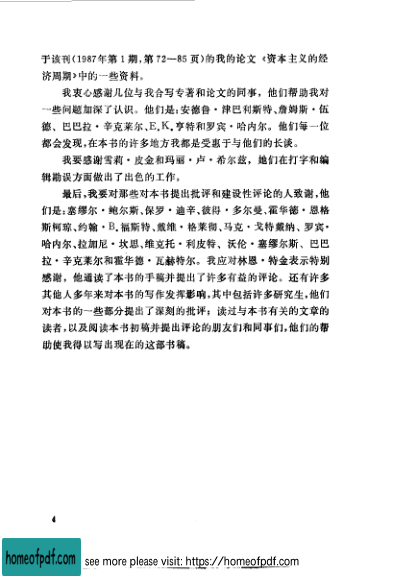 于该刊(1987年第1期,第72—85页)的我的论文《资本主义的经
济周期》中的一些资料。
我衷心感谢几位与我合写专著和论文的同事,他们帮助我对
一些问题加深了认识。他们是:安德鲁·津巴利斯特、詹姆斯·伍
德、巴巴拉·辛克莱尔、E.K.亨特和罗宾·哈内尔。他们每一位
都会发现,在本书的许多地方我都是受惠于与他们的长谈。
我要感谢雪莉·皮金和玛丽·卢·希尔兹,她们在打字和编
辑勘误方面做出了出色的工作。
最后,我要对那些对本书提出批评和建设性评论的人致谢,他
们是:塞缪尔·鲍尔斯、保罗·迪辛、彼得·多尔曼、霍华德·恩格
斯柯琼、约翰·B.福斯特、戴维·格莱彻、马克·戈特戴纳、罗宾·
哈内尔、拉加尼·坎思、维克托·利皮特、沃伦·塞缪尔斯、巴巴
拉·辛克莱尔和霍华德·瓦赫特尔。我应对林恩·特金表示特别
感谢,他通读了本书的手稿并提出了许多有益的评论。还有许多
其他人多年来对本书的写作发挥影响,其中包括许多研究生,他们
对本书的一些部分提出了深刻的批评;读过与本书有关的文章的
读者,以及阅读本书初稿并提出评论的朋友们和同事们,他们的帮
助使我得以写出现在的这部书稿。
4
homeofpdf.com
see more please visit: https://homeofpdf.com